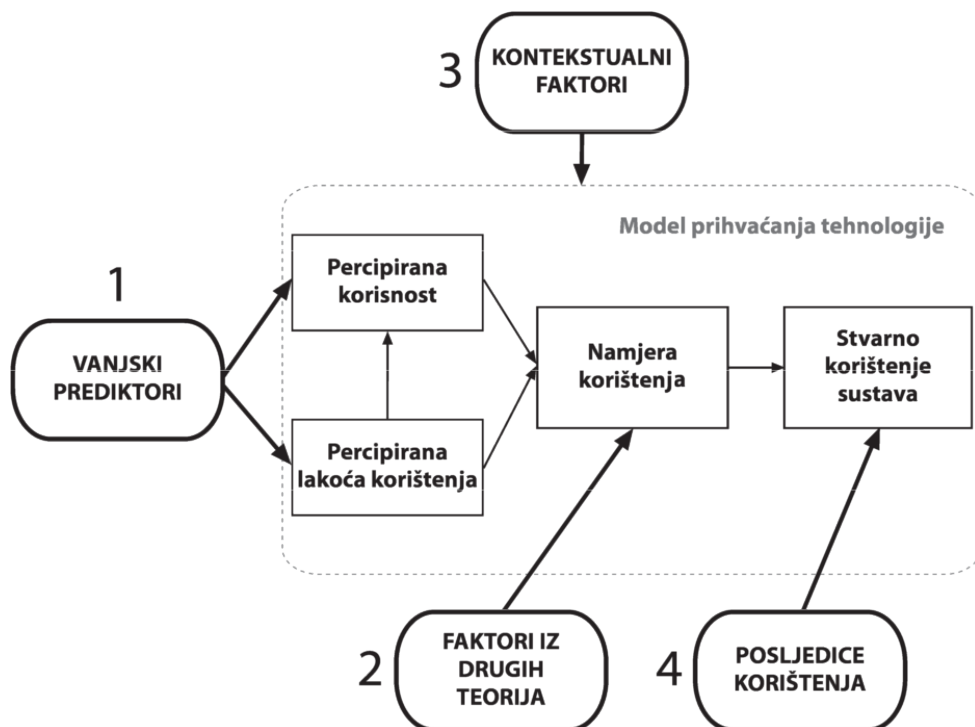 3
KONTEKSTUALNI
FAKTORI
Model prihvaćanja tehnologije
1
VANJSKI
PREDIKTORI
Percipirana
korisnost
Percipirana
lakoća korištenja
Namjera
korištenja
Stvarno
korištenje
sustava
2
FAKTORI IZ
DRUGIH
TEORIJA
4
POSLJEDICE
KORIŠTENJA